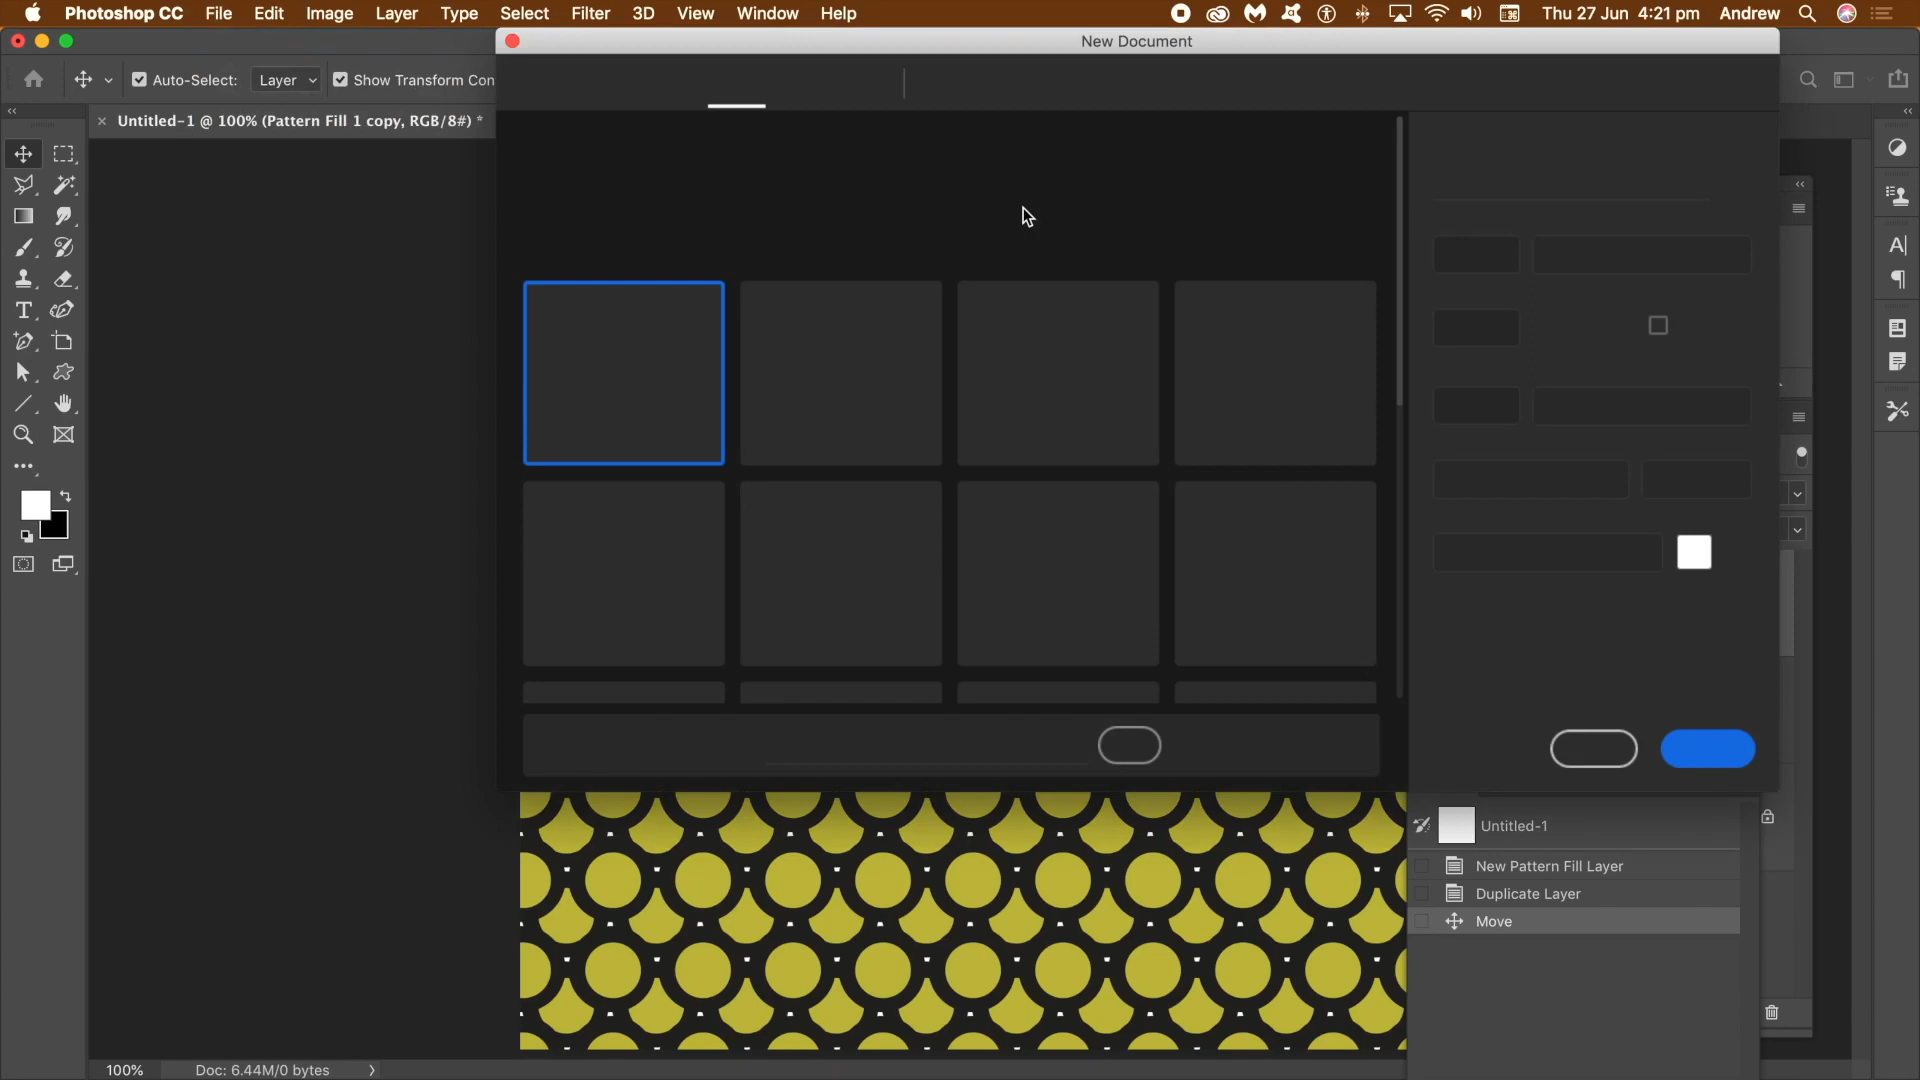 Photoshop CC File Edit Image Layer Type Select Filter 3D View Window Help Thu 27 Jun 4:21 pm Andrew
New Document
Auto-Select: Layer Show Transform Con
Untitled-1 @ 100% (Pattern Fill 1 copy, RGB/8#) *
Untitled-1
New Pattern Fill Layer
Duplicate Layer
Move
100% Doc: 6.44M/0 bytes